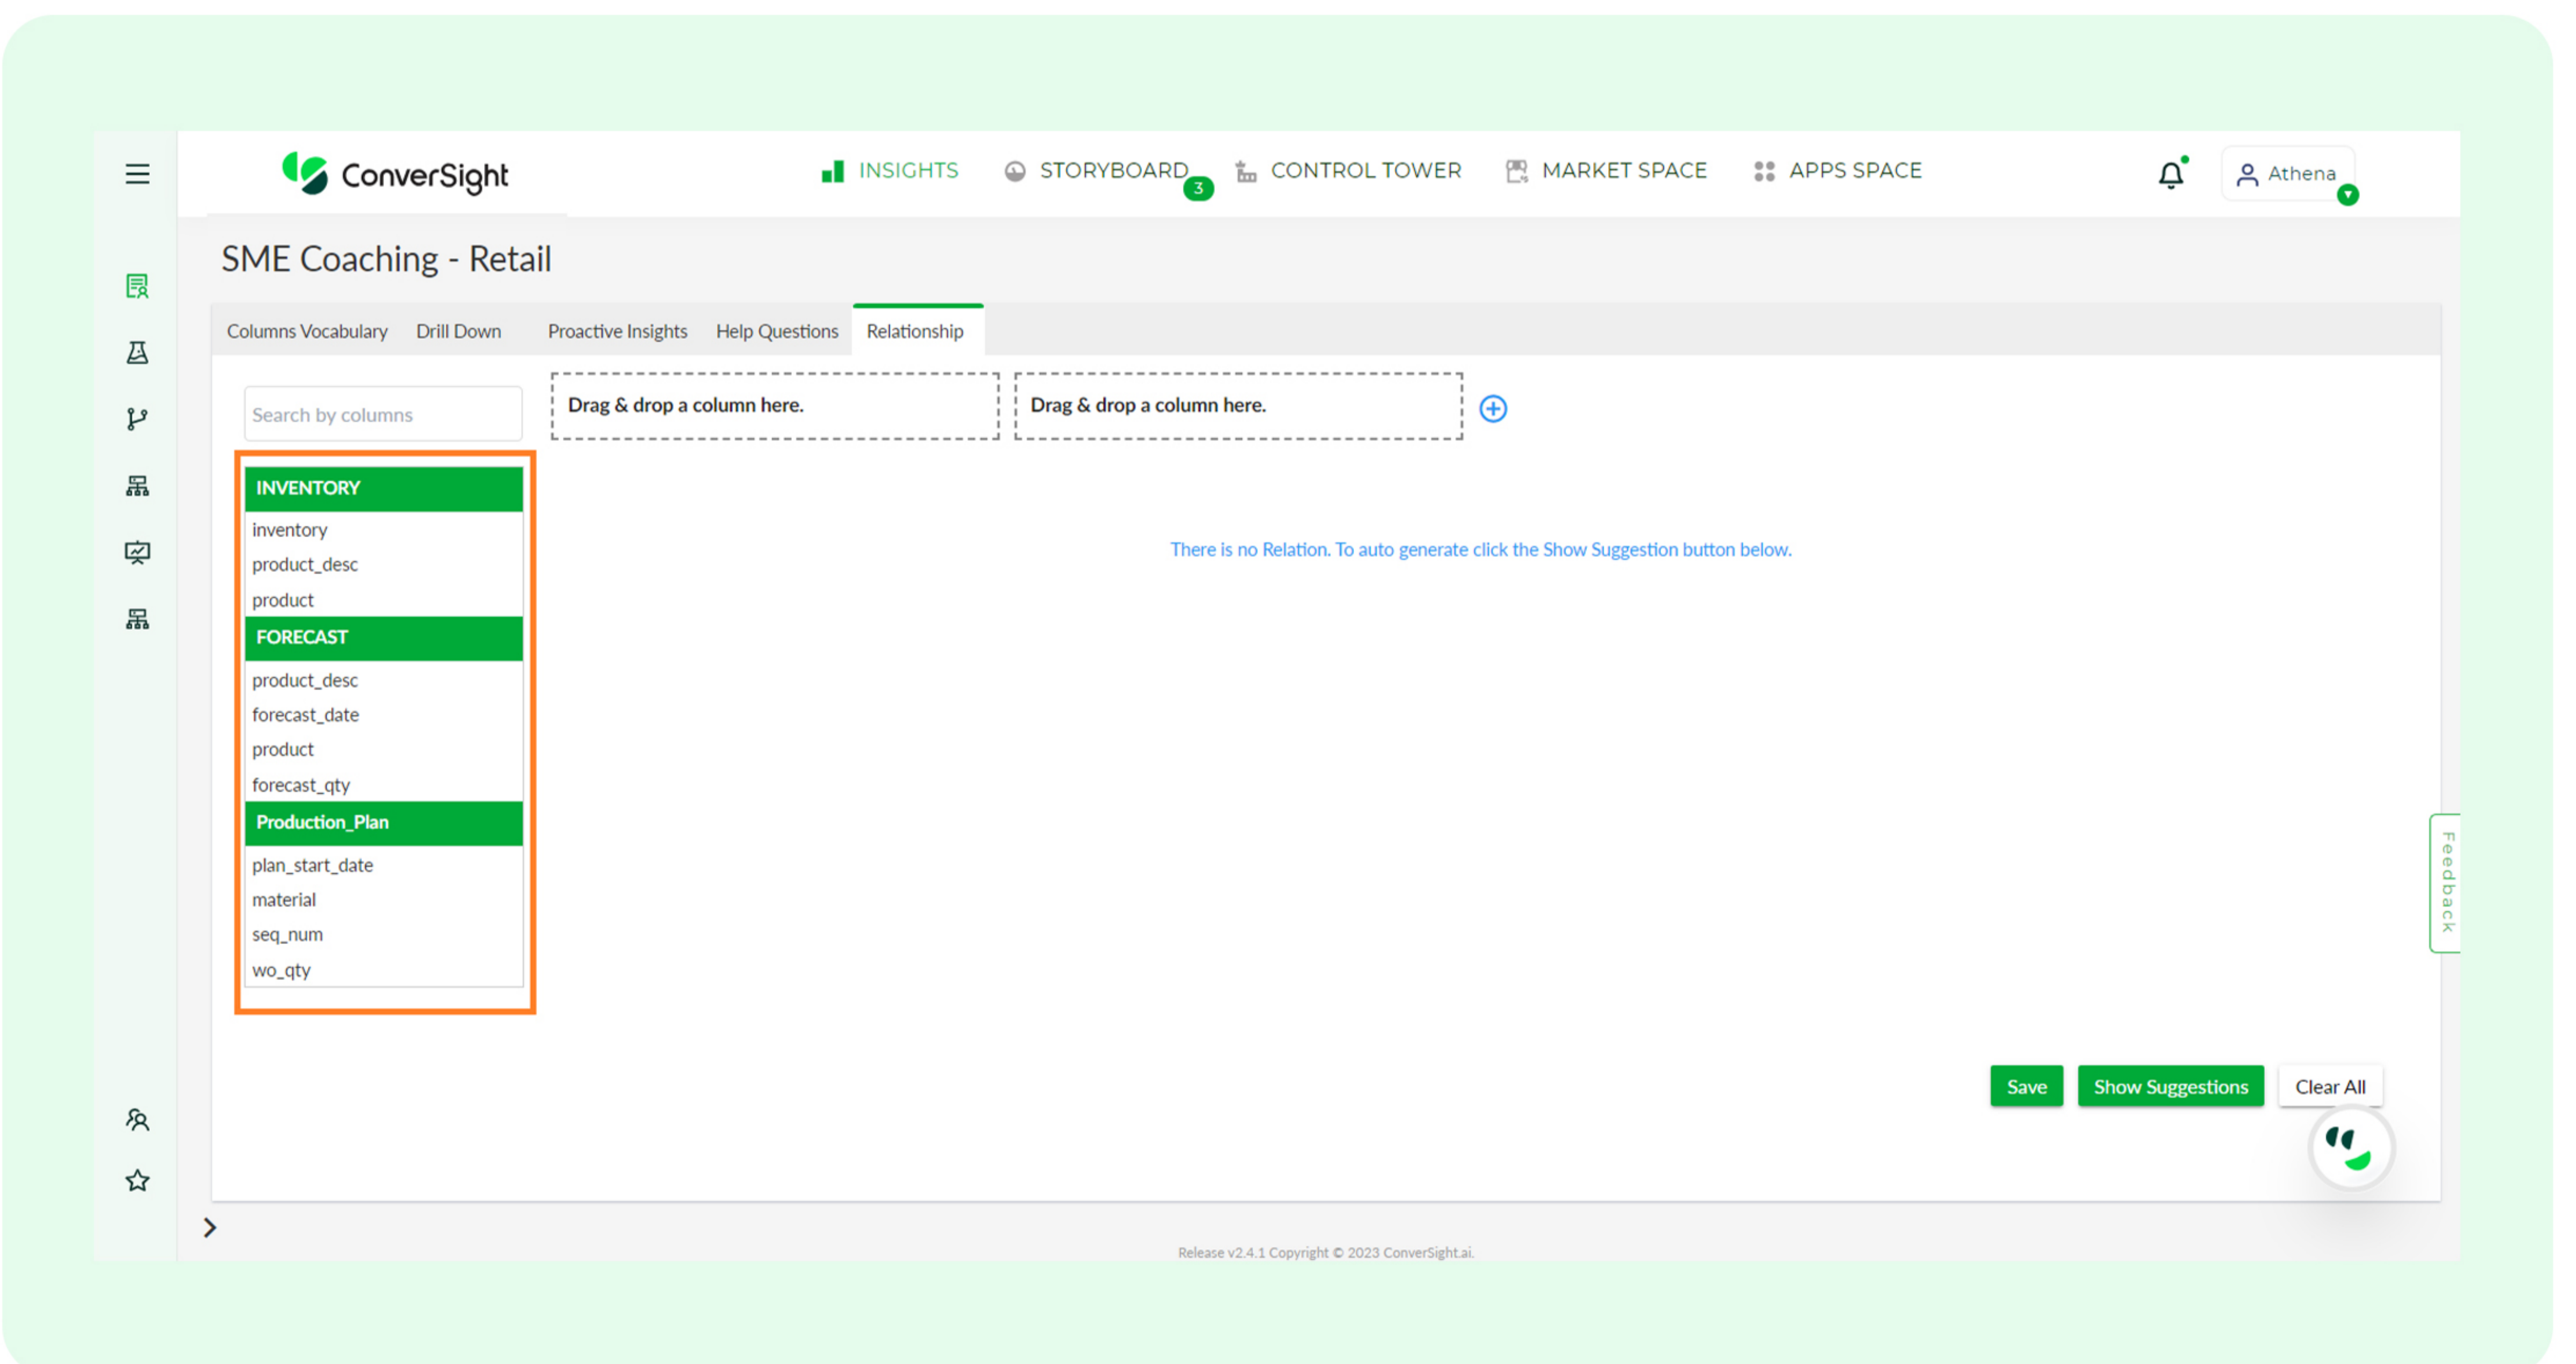 ConverSight
INSIGHTS
STORYBOARD
3
CONTROL TOWER
MARKET SPACE
APPS SPACE
Athena
SME Coaching - Retail
Columns Vocabulary
Drill Down
Proactive Insights
Help Questions
Relationship
Search by columns
Drag & drop a column here.
Drag & drop a column here.
INVENTORY
inventory
product_desc
product
FORECAST
product_desc
forecast_date
product
forecast_qty
Production_Plan
plan_start_date
material
seq_num
wo_qty
There is no Relation. To auto generate click the Show Suggestion button below.
Feedback
Save
Show Suggestions
Clear All
Release v2.4.1 Copyright © 2023 ConverSight.ai.